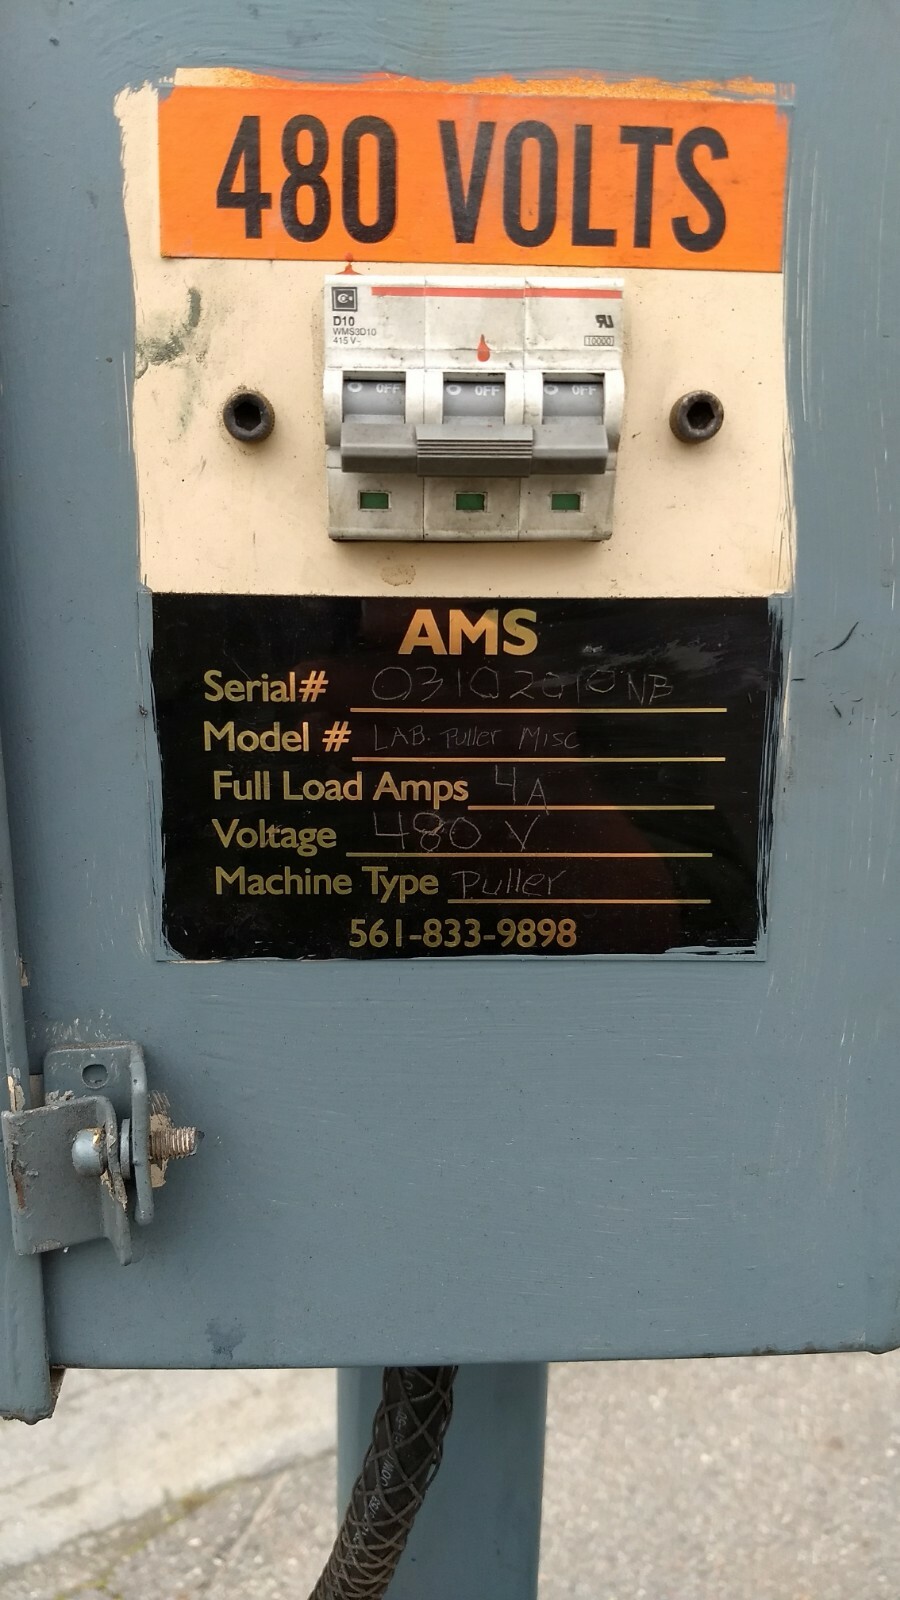 480 VOLTS
D10
WMS3D10
415 V~
10000
OFF OFF OFF
AMS
Serial# 03102010NB
Model # LAB. Puller Misc
Full Load Amps 4A
Voltage 480 V
Machine Type Puller
561-833-9898